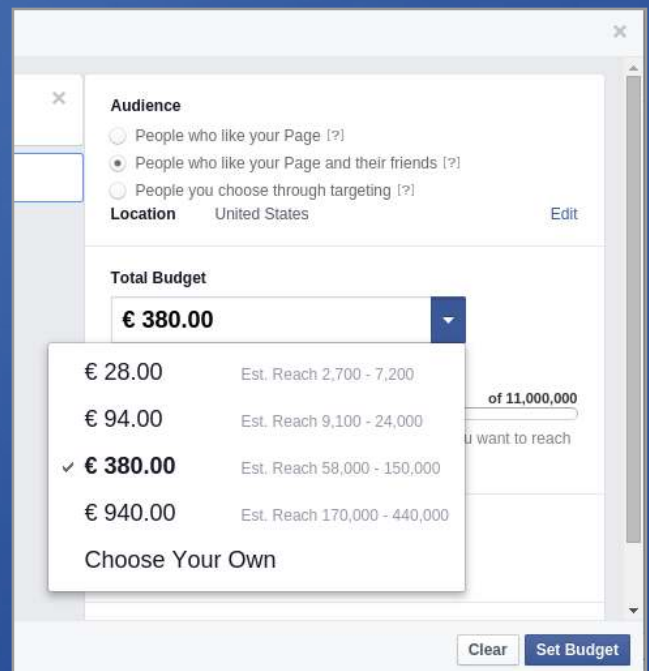 Audience
People who like your Page [?]
People who like your Page and their friends [?]
People you choose through targeting [?]
Location United States Edit
Total Budget
€ 380.00
€ 28.00 Est. Reach 2,700 - 7,200
€ 94.00 Est. Reach 9,100 - 24,000
of 11,000,000
u want to reach
€ 380.00 Est. Reach 58,000 - 150,000
€ 940.00 Est. Reach 170,000 - 440,000
Choose Your Own
Clear Set Budget